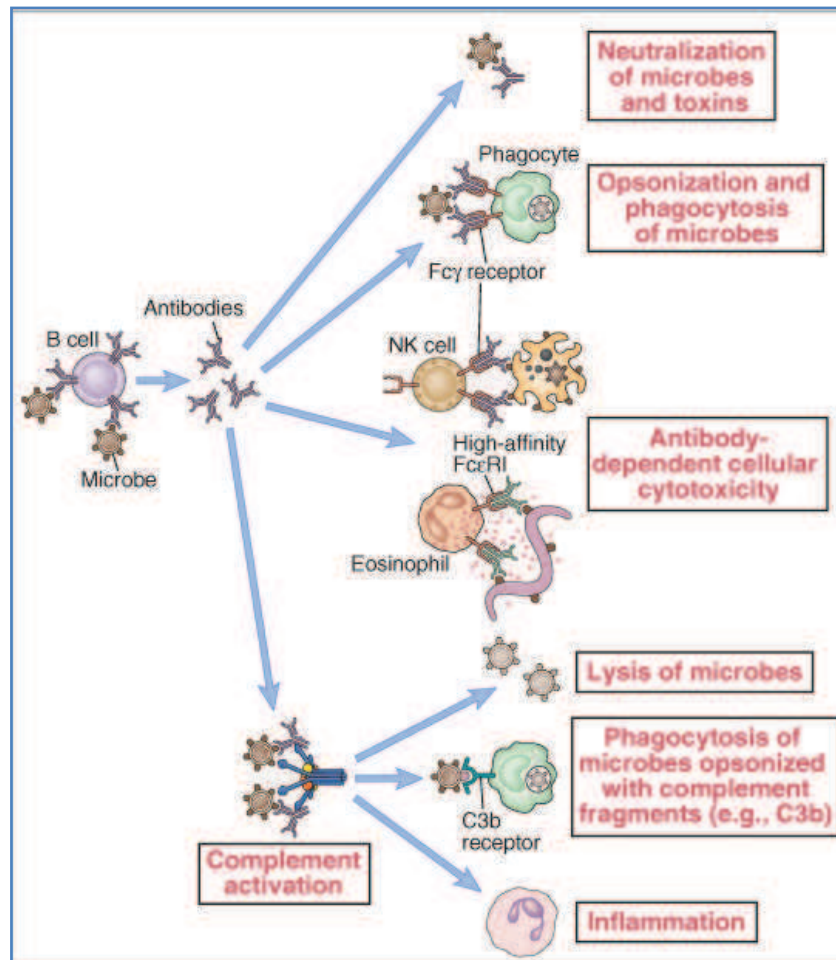 Neutralization
of microbes
and toxins
Phagocyte
Opsonization and
phagocytosis
of microbes
Fcγ receptor
Antibodies
B cell
NK cell
Microbe
High-affinity
FcεRI
Antibody-
dependent cellular
cytotoxicity
Eosinophil
Lysis of microbes
Phagocytosis of
microbes opsonized
with complement
fragments (e.g., C3b)
C3b
receptor
Complement
activation
Inflammation